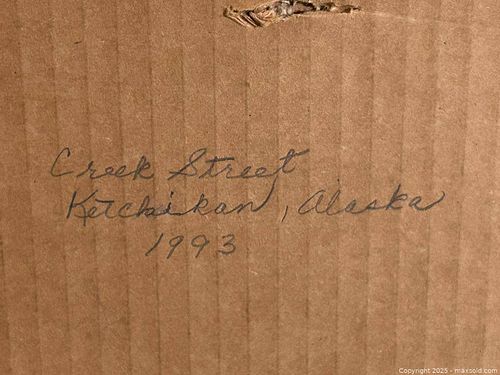 Creek Street
Ketchikan, Alaska
1993
Copyright 2025 - maxsold.com